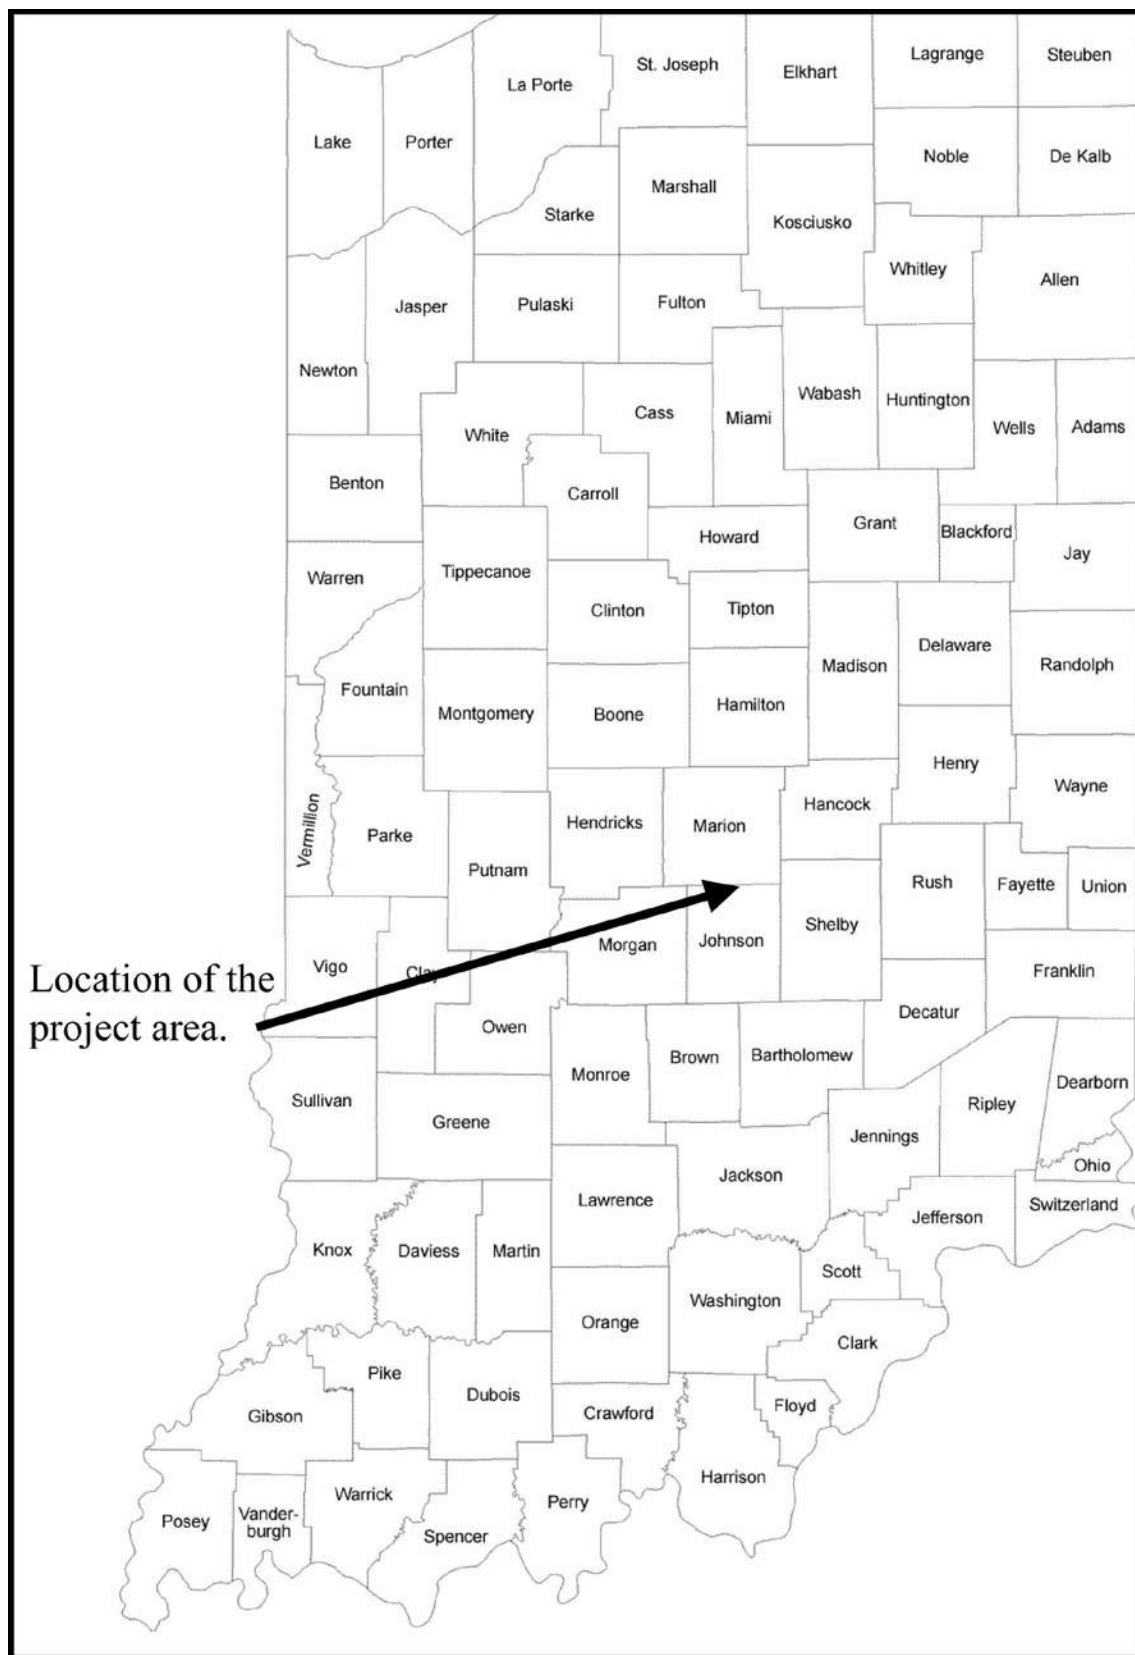 Lagrange
Steuben
St. Joseph
Elkhart
La Porte
Lake
Porter
Noble
De Kalb
Marshall
Starke
Kosciusko
Whitley
Allen
Jasper
Pulaski
Fulton
Newton
Wabash
Huntington
Cass
Miami
White
Wells
Adams
Benton
Carroll
Grant
Blackford
Howard
Jay
Tippecanoe
Warren
Clinton
Tipton
Delaware
Madison
Randolph
Fountain
Montgomery
Boone
Hamilton
Henry
Wayne
Hancock
Vermillion
Parke
Hendricks
Marion
Putnam
Rush
Fayette
Union
Shelby
Morgan
Johnson
Vigo
Clay
Franklin
Location of the
project area.
Decatur
Owen
Brown
Bartholomew
Monroe
Dearborn
Sullivan
Ripley
Greene
Jennings
Ohio
Jackson
Lawrence
Switzerland
Jefferson
Knox
Daviess
Martin
Scott
Washington
Orange
Clark
Pike
Dubois
Floyd
Gibson
Crawford
Harrison
Warrick
Perry
Posey
Vander-
burgh
Spencer